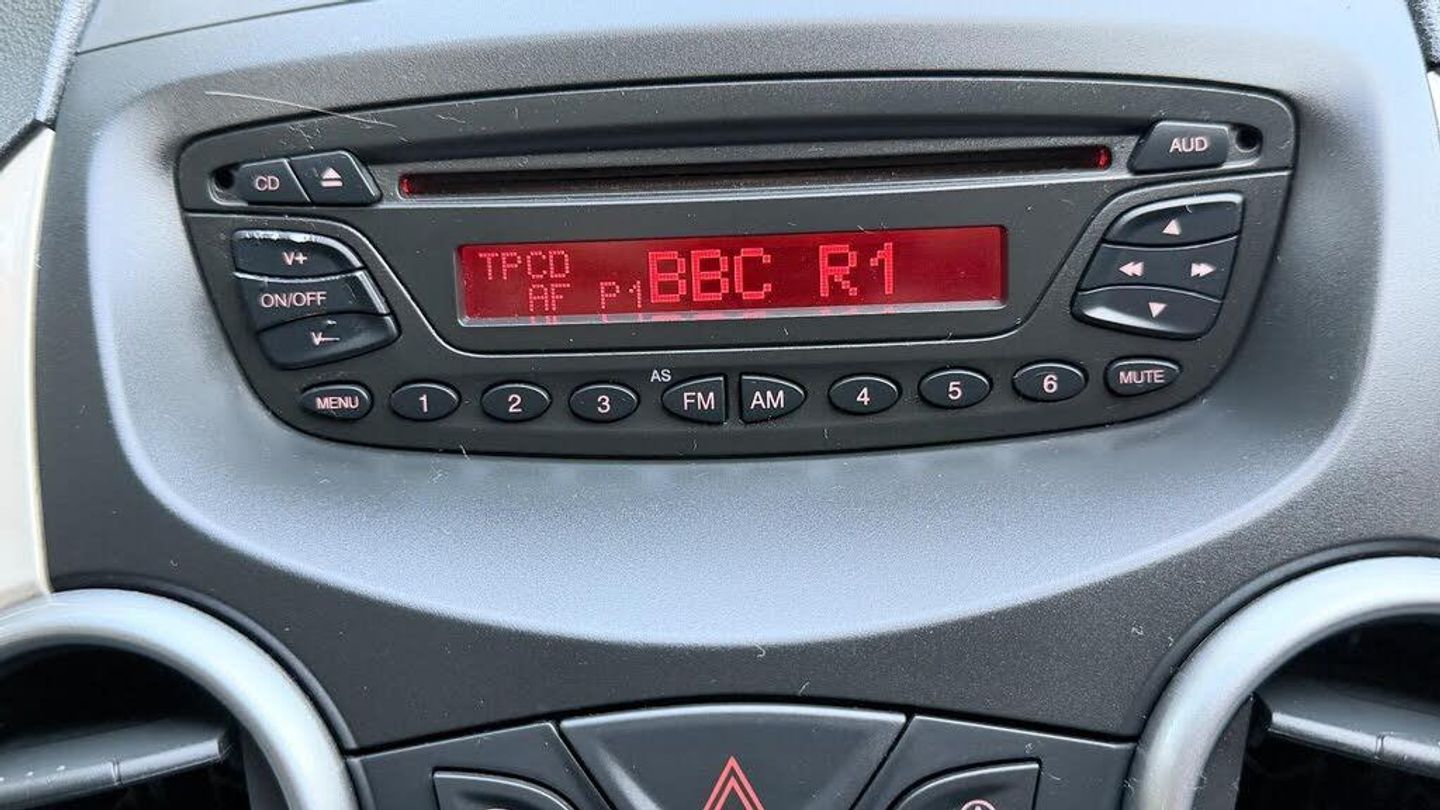 CD
AUD
V+
ON/OFF
V-
TPCD
AF P1 BBC R1
MENU 1 2 3 AS FM AM 4 5 6 MUTE